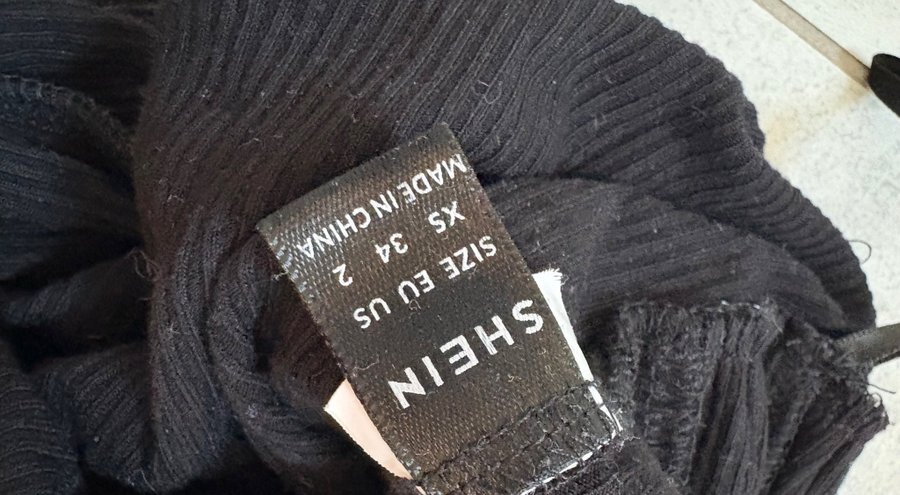 SHEIN
SIZE EU US
XS 34 2
MADE IN CHINA